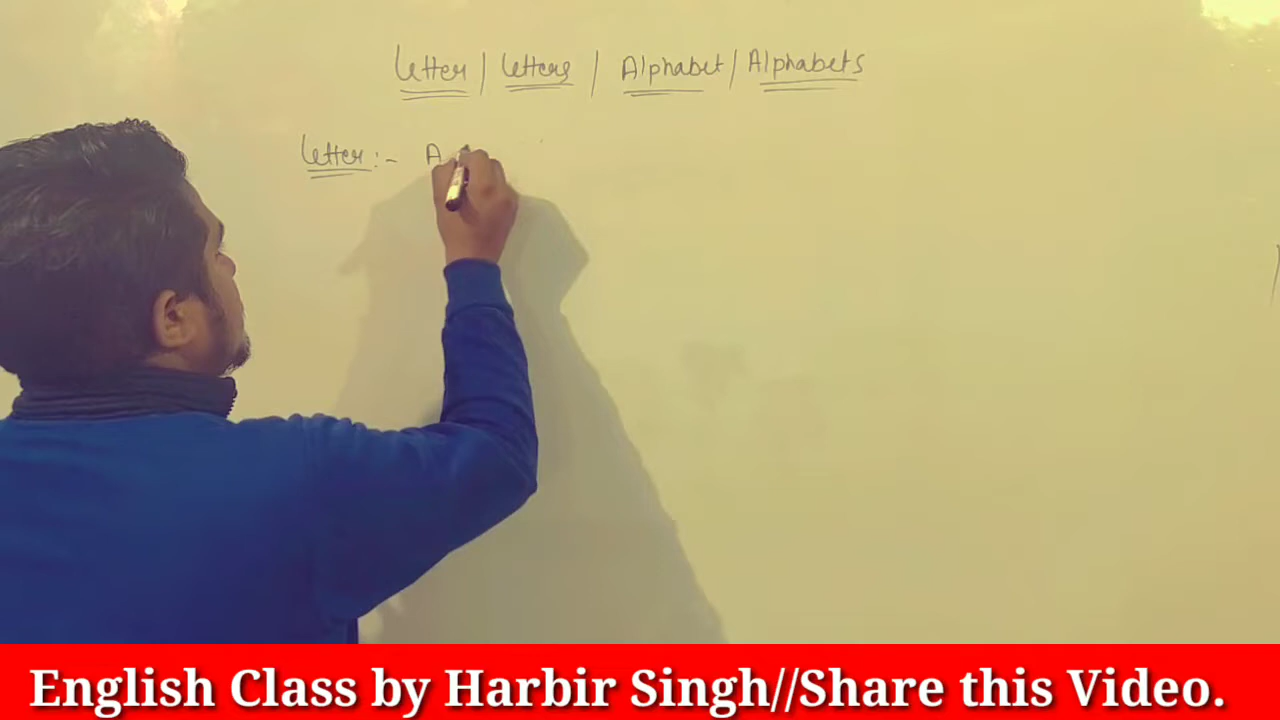 Letter / Letters / Alphabet / Alphabets
Letter :- A
English Class by Harbir Singh//Share this Video.